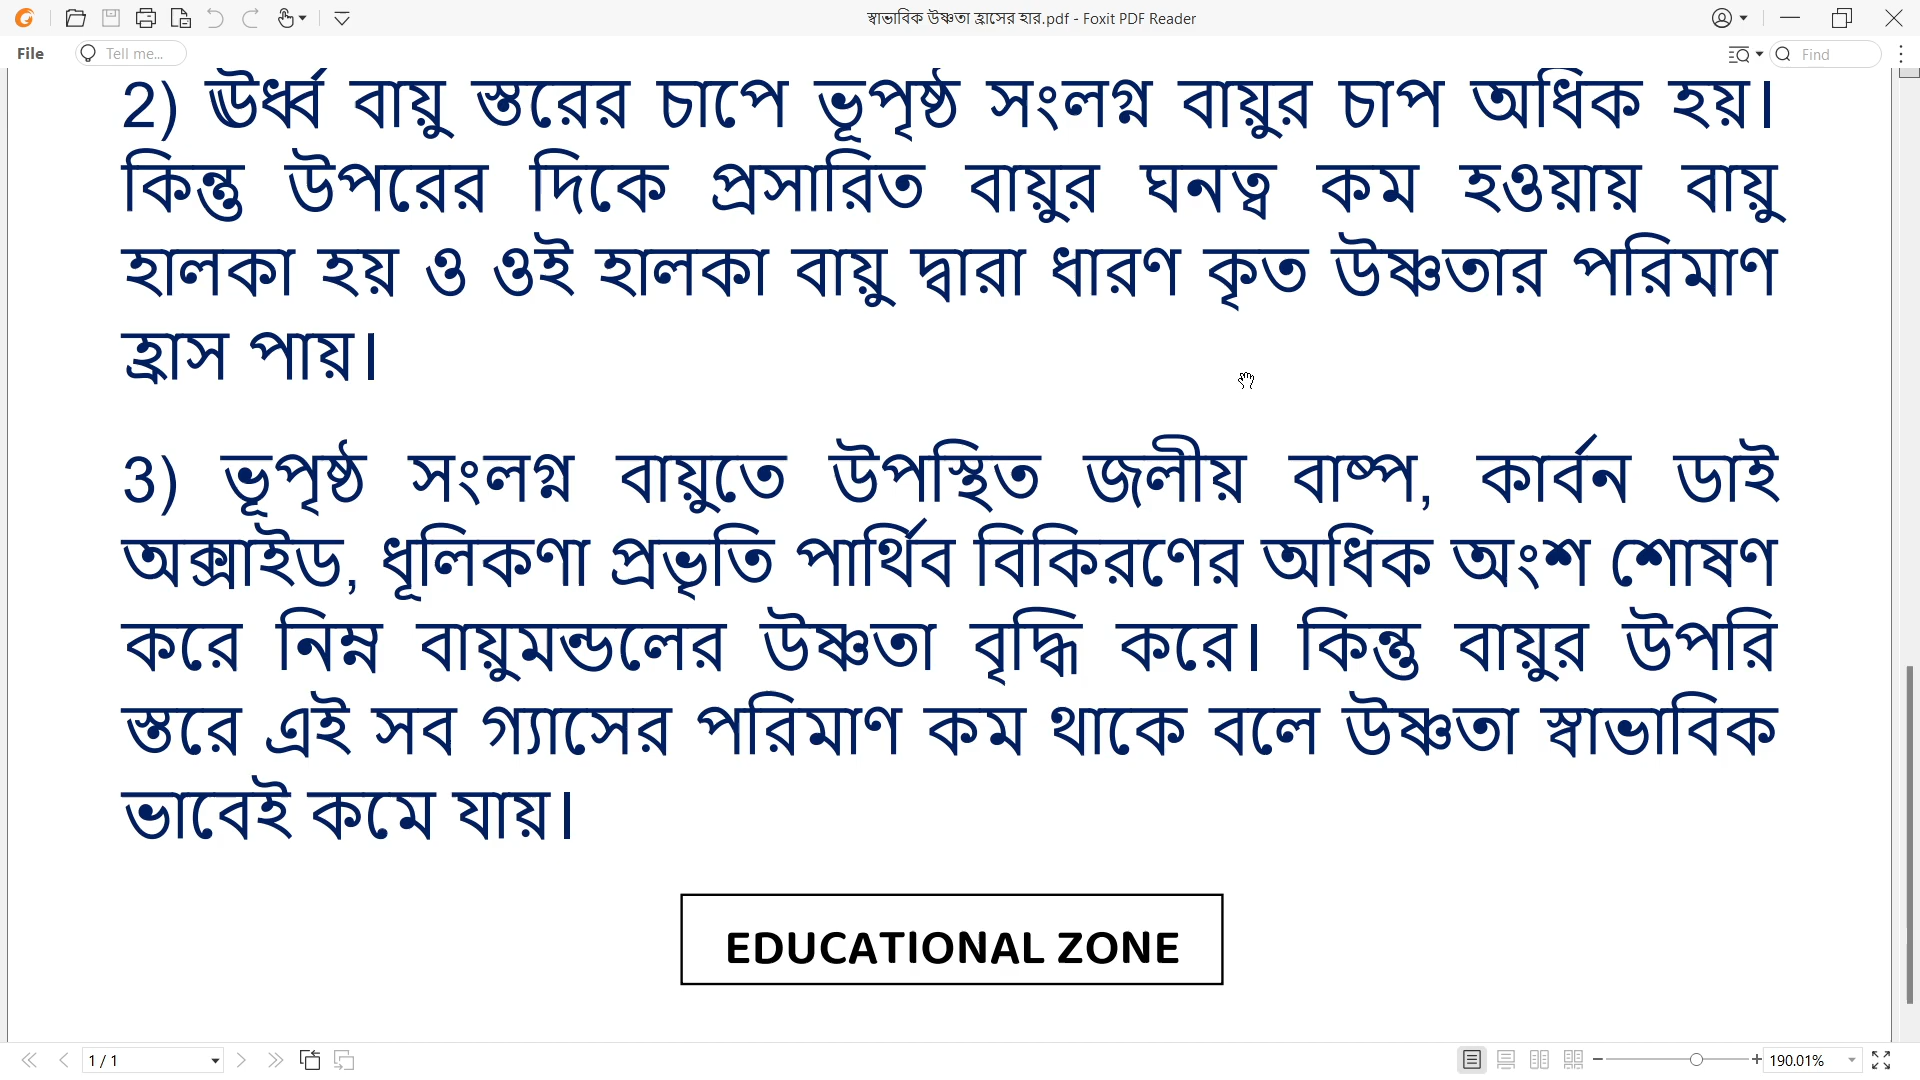 স্বাভাবিক উষ্ণতা হ্রাসের হার.pdf - Foxit PDF Reader
File
Tell me...
Find
2) ঊর্ধ্ব বায়ু স্তরের চাপে ভূপৃষ্ঠ সংলগ্ন বায়ুর চাপ অধিক হয়।
কিন্তু উপরের দিকে প্রসারিত বায়ুর ঘনত্ব কম হওয়ায় বায়ু
হালকা হয় ও ওই হালকা বায়ু দ্বারা ধারণ কৃত উষ্ণতার পরিমাণ
হ্রাস পায়।
3) ভূপৃষ্ঠ সংলগ্ন বায়ুতে উপস্থিত জলীয় বাষ্প, কার্বন ডাই
অক্সাইড, ধূলিকণা প্রভৃতি পার্থিব বিকিরণের অধিক অংশ শোষণ
করে নিম্ন বায়ুমন্ডলের উষ্ণতা বৃদ্ধি করে। কিন্তু বায়ুর উপরি
স্তরে এই সব গ্যাসের পরিমাণ কম থাকে বলে উষ্ণতা স্বাভাবিক
ভাবেই কমে যায়।
EDUCATIONAL ZONE
1 / 1
190.01%